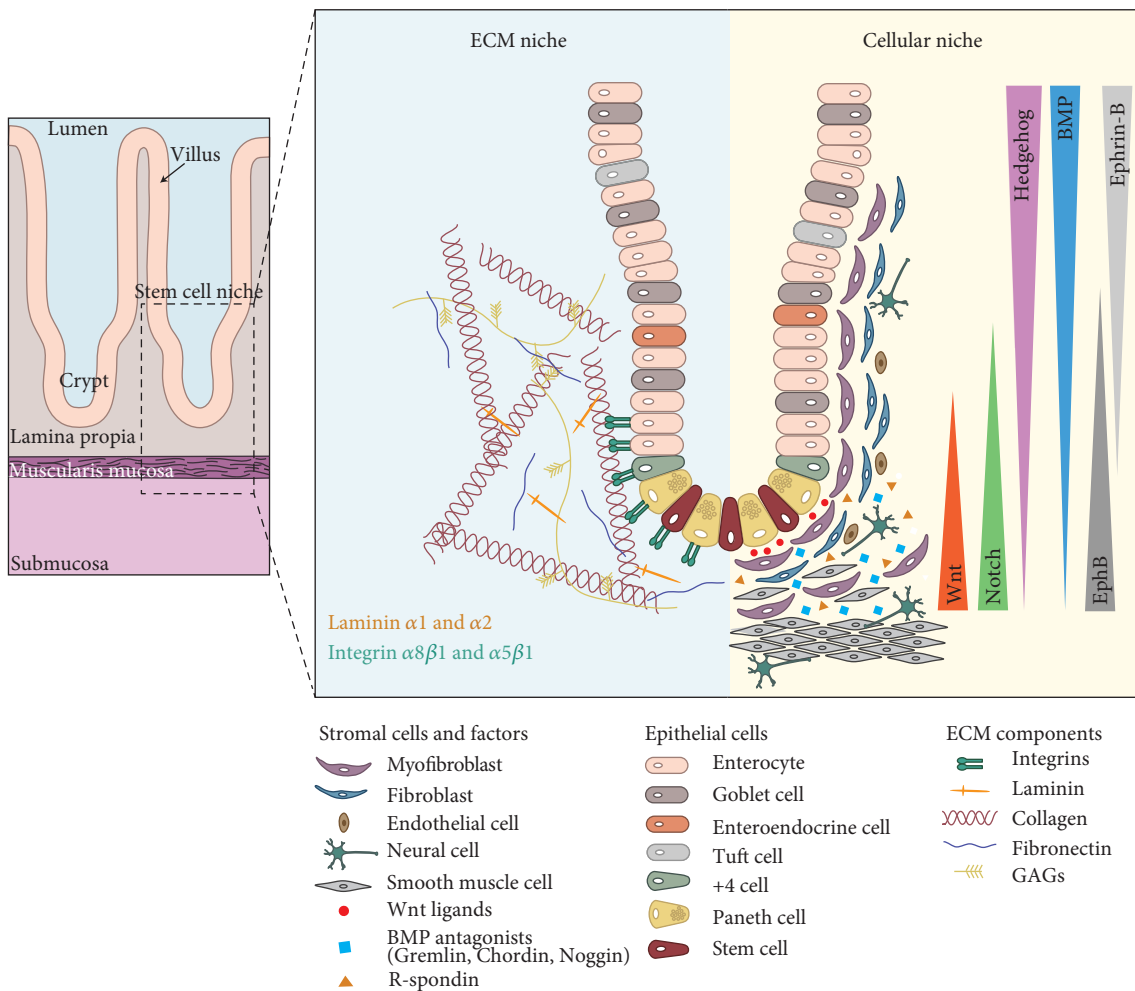 ECM niche
Cellular niche
Lumen
Villus
Stem cell niche
Crypt
Lamina propia
Muscularis mucosa
Submucosa
Laminin α1 and α2
Integrin α8β1 and α5β1
Wnt
Notch
Hedgehog
BMP
EphB
Ephrin-B
Stromal cells and factors
Myofibroblast
Fibroblast
Endothelial cell
Neural cell
Smooth muscle cell
Wnt ligands
BMP antagonists
(Gremlin, Chordin, Noggin)
R-spondin
Epithelial cells
Enterocyte
Goblet cell
Enteroendocrine cell
Tuft cell
+4 cell
Paneth cell
Stem cell
ECM components
Integrins
Laminin
Collagen
Fibronectin
GAGs